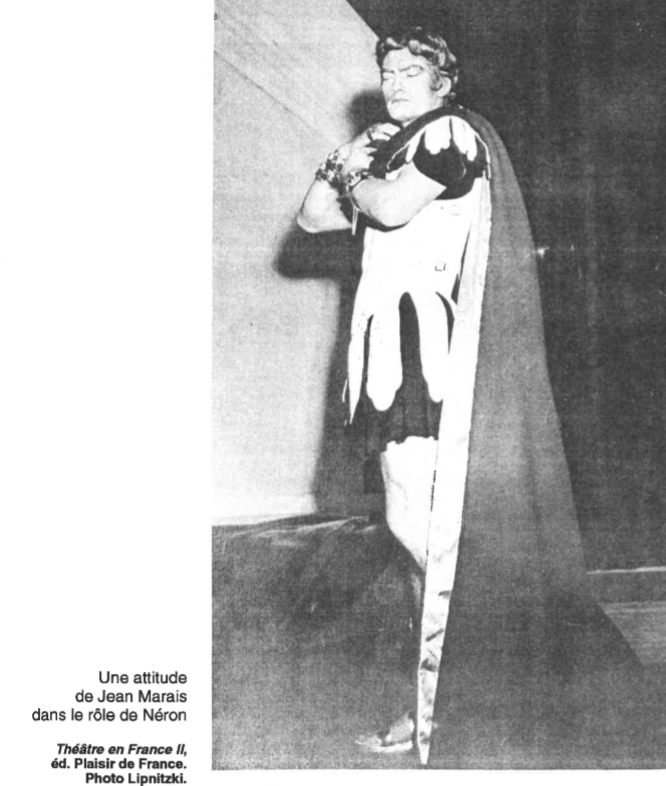 Une attitude
de Jean Marais
dans le rôle de Néron
Théâtre en France II,
éd. Plaisir de France.
Photo Lipnitzki.